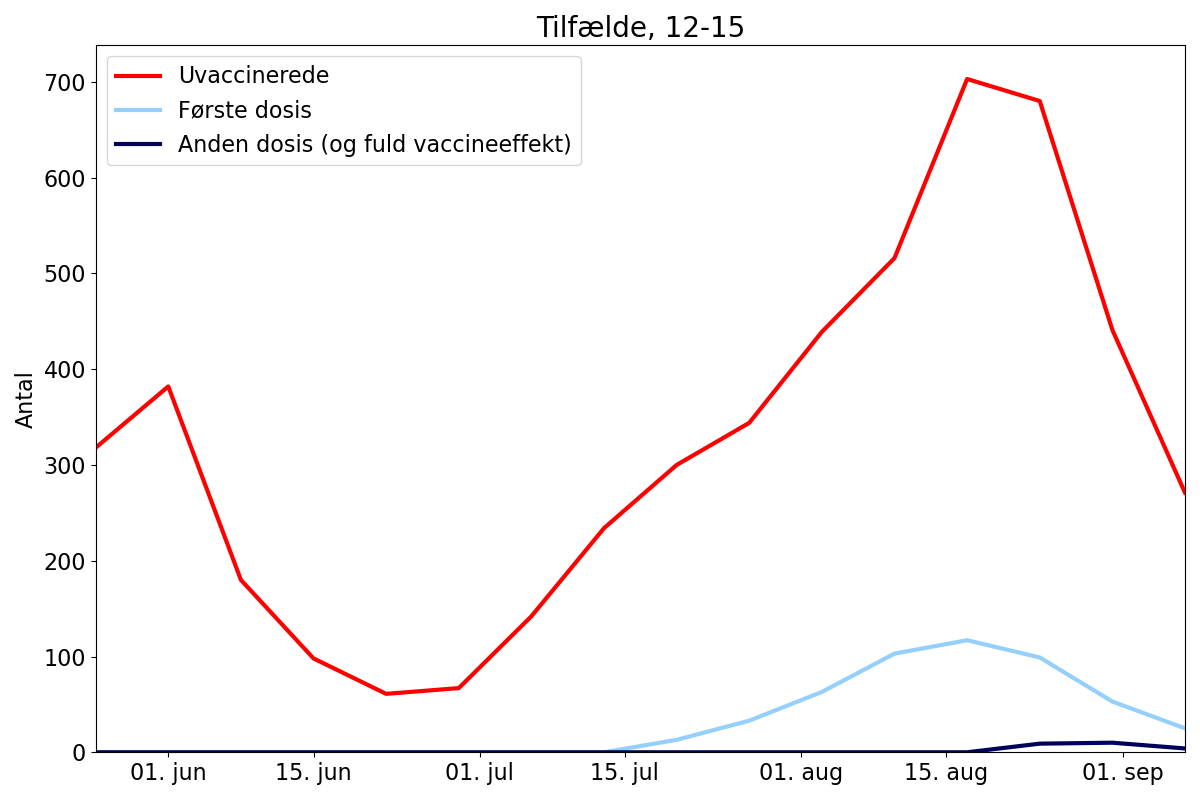 Tilfælde, 12-15
Uvaccinerede
Første dosis
Anden dosis (og fuld vaccineeffekt)
Antal
700
600
500
400
300
200
100
0
01. jun
15. jun
01. jul
15. jul
01. aug
15. aug
01. sep